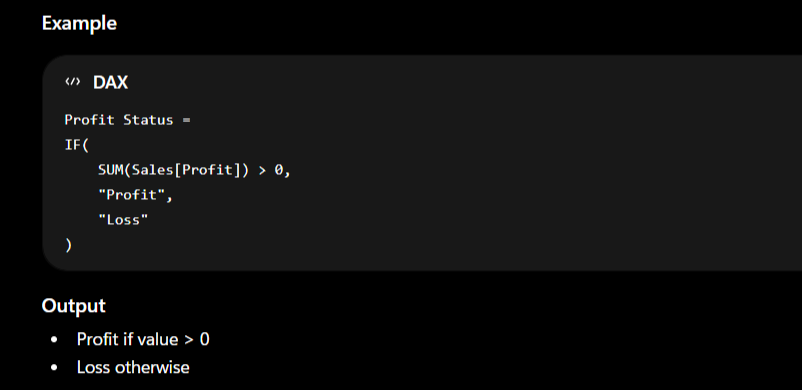 Example
</> DAX
Profit Status =
IF(
    SUM(Sales[Profit]) > 0,
    "Profit",
    "Loss"
)
Output
• Profit if value > 0
• Loss otherwise